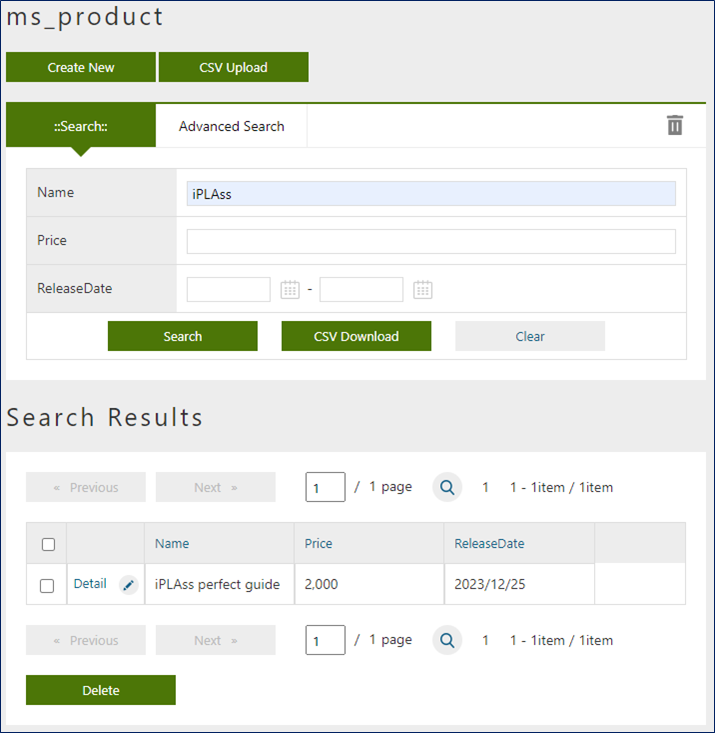 ms_product
Create New CSV Upload
::Search:: Advanced Search
Name iPLAss
Price
ReleaseDate -
Search CSV Download Clear
Search Results
« Previous Next » 1 / 1 page 1 1 - 1item / 1item
Name Price ReleaseDate
Detail iPLAss perfect guide 2,000 2023/12/25
« Previous Next » 1 / 1 page 1 1 - 1item / 1item
Delete